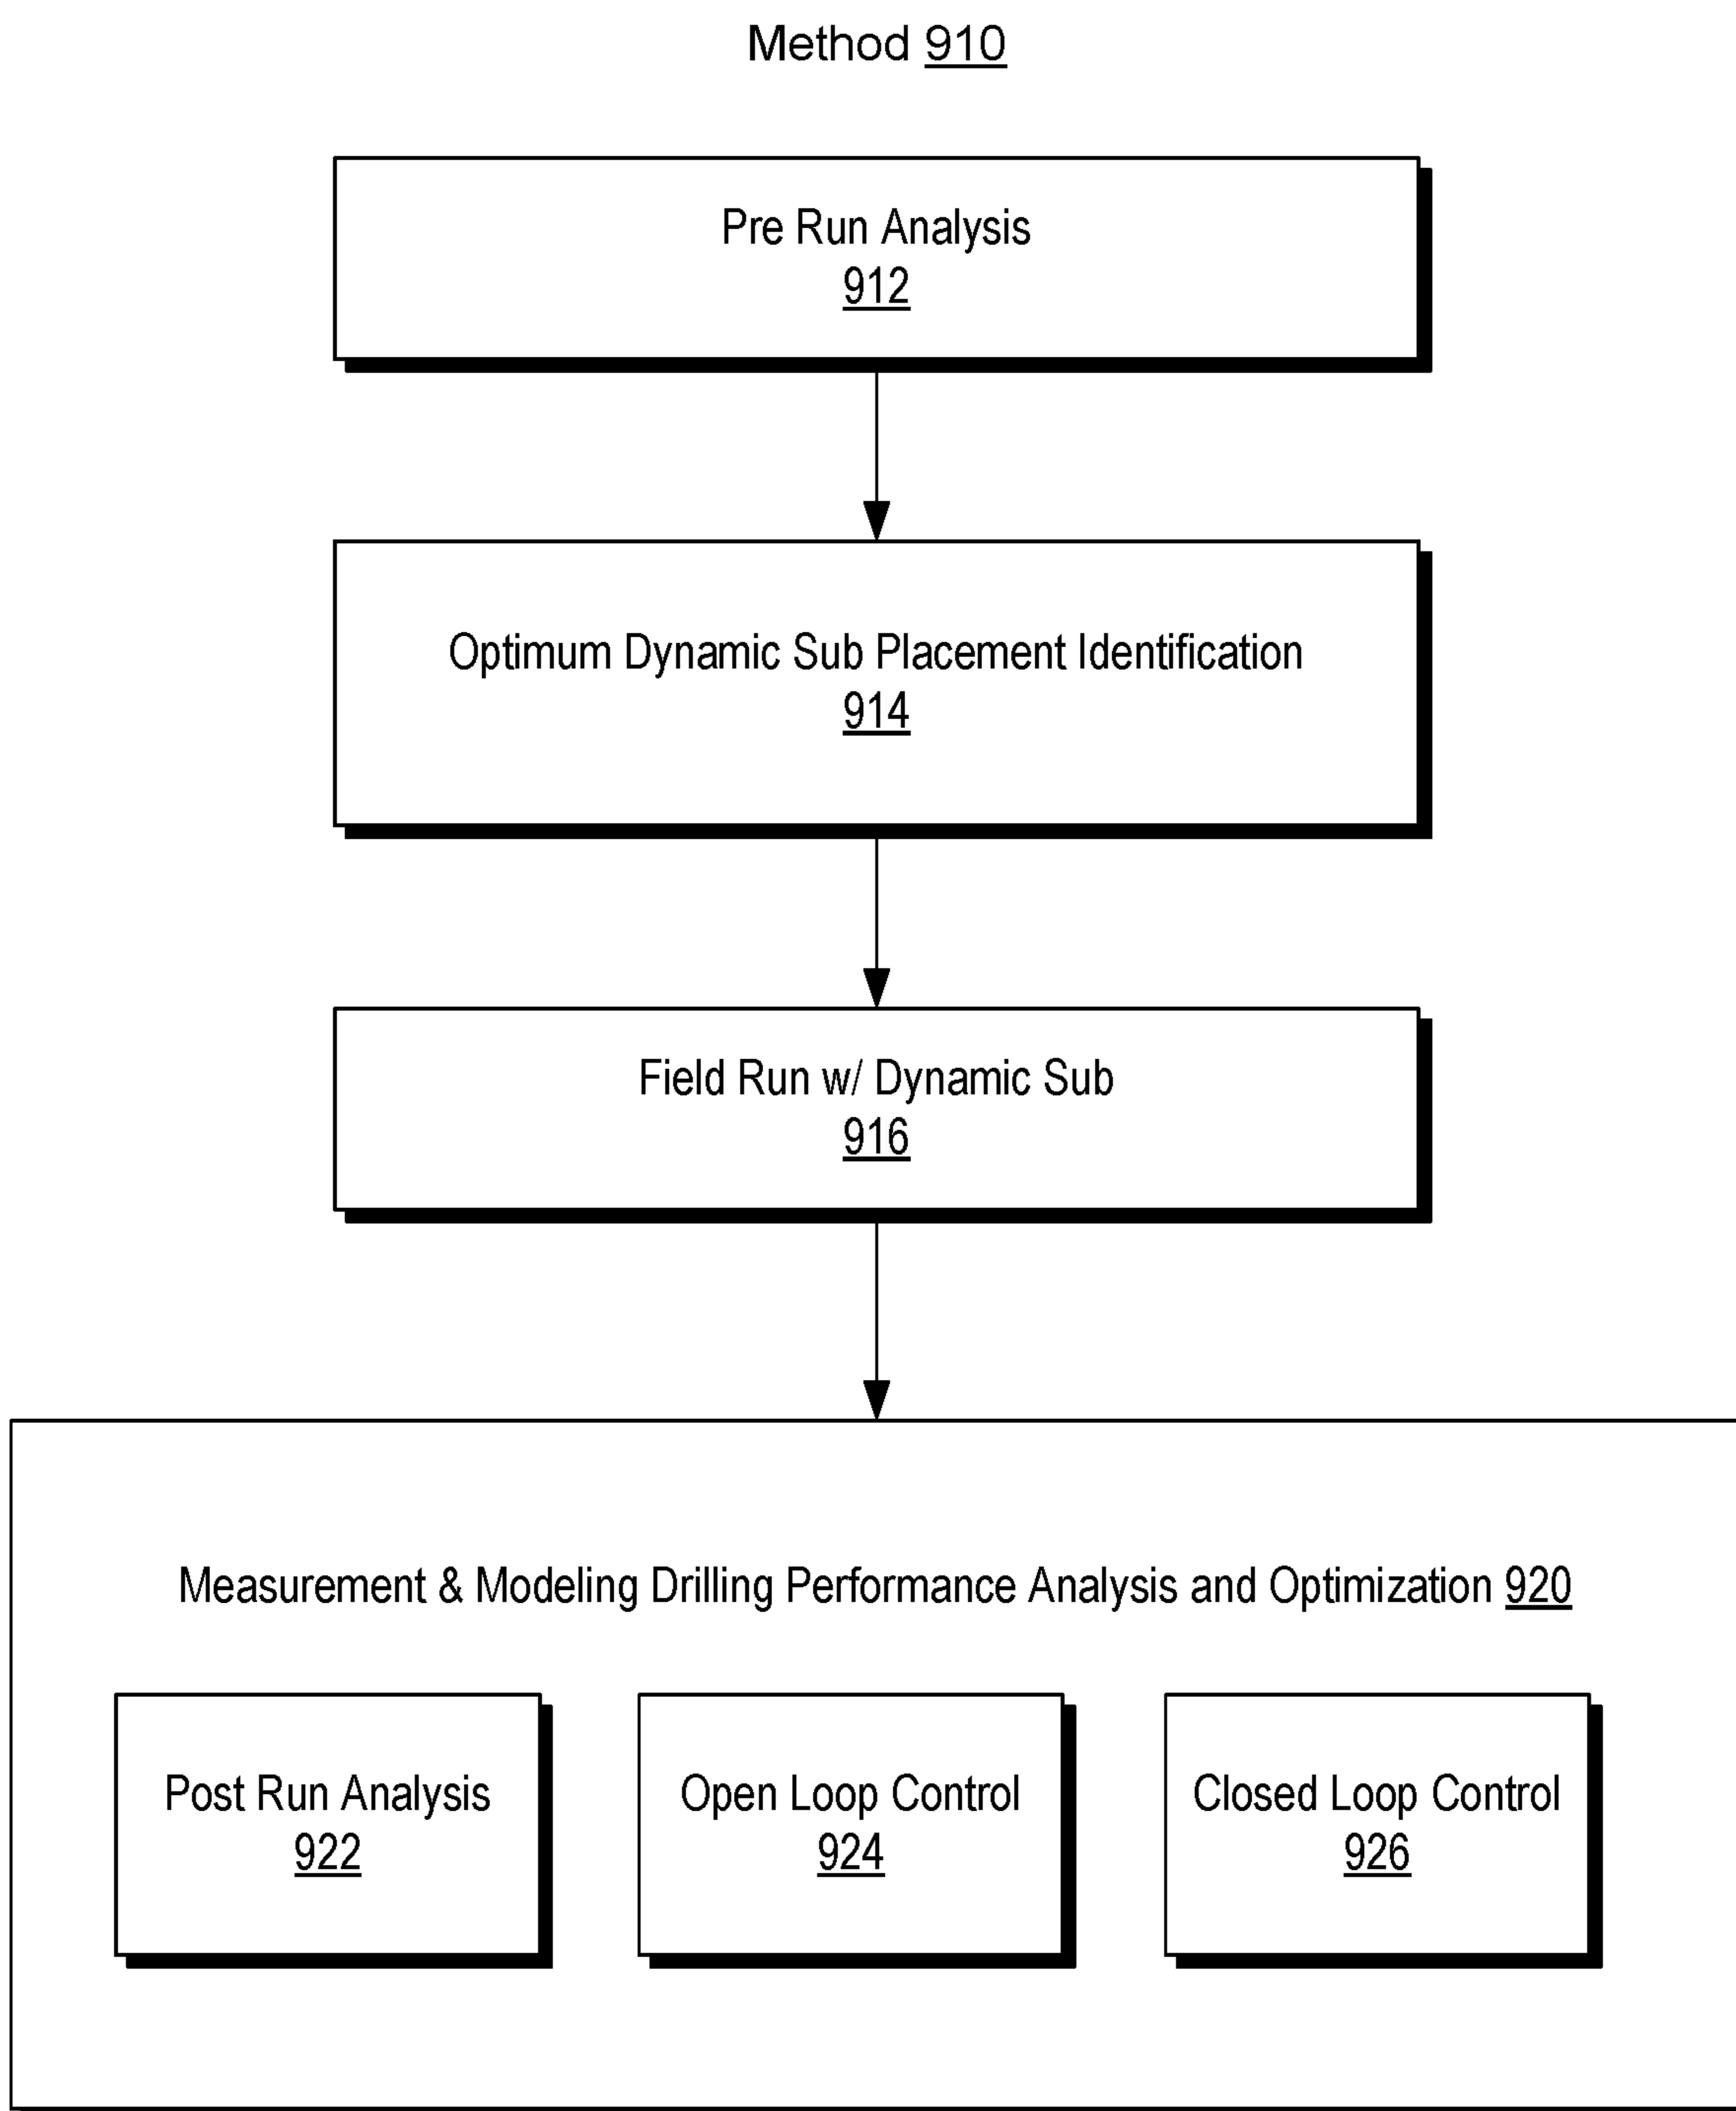 Method 910
Pre Run Analysis
912
Optimum Dynamic Sub Placement Identification
914
Field Run w/ Dynamic Sub
916
Measurement & Modeling Drilling Performance Analysis and Optimization 920
Post Run Analysis
922
Open Loop Control
924
Closed Loop Control
926